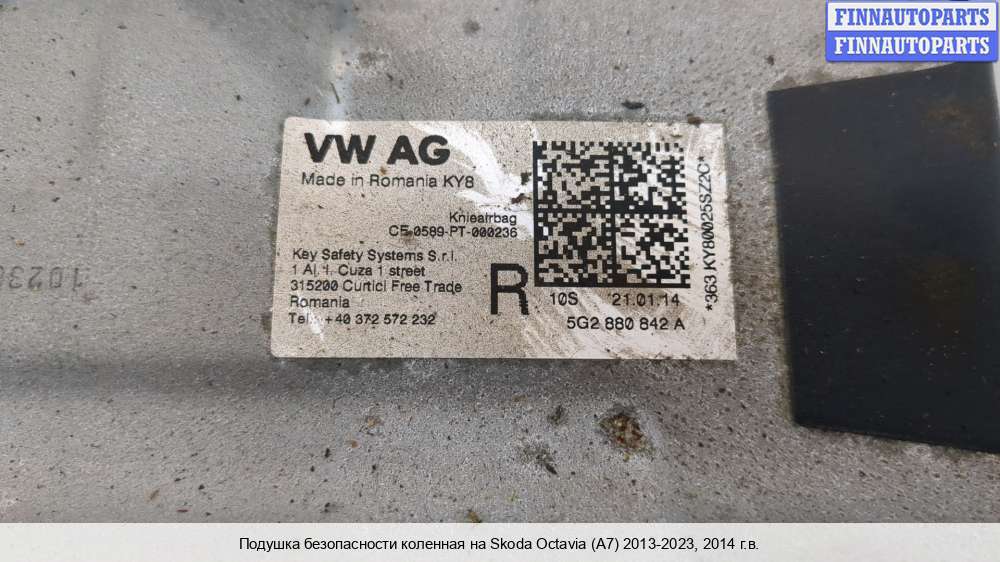 FINNAUTOPARTS
FINNAUTOPARTS
VW AG
Made in Romania KY8
Knieairbag
CE 0589-PT-000236
Key Safety Systems S.r.l.
1 Al. I. Cuza 1 street
315200 Curtici Free Trade
Romania
Tel.: +40 372 572 232
R
10S 21.01.14
5G2 880 842 A
*363 KY80025SZ2C*
Подушка безопасности коленная на Skoda Octavia (A7) 2013-2023, 2014 г.в.